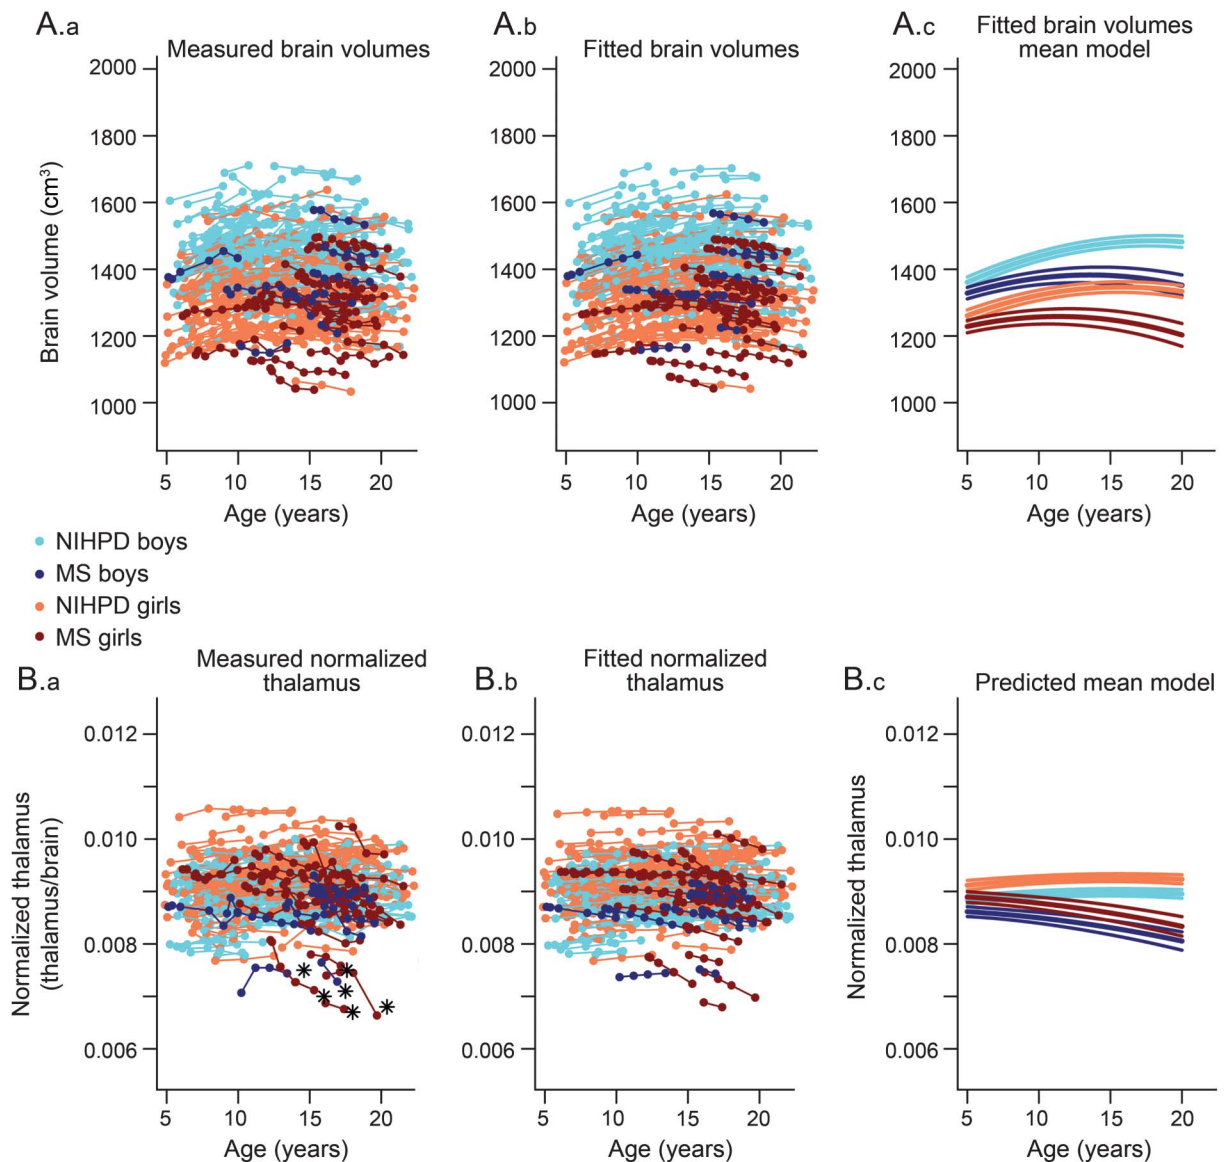 A.a
Measured brain volumes
2000
1800
1600
1400
1200
1000
Brain volume (cm³)
5 10 15 20
Age (years)
A.b
Fitted brain volumes
2000
1800
1600
1400
1200
1000
5 10 15 20
Age (years)
A.c
Fitted brain volumes
mean model
2000
1800
1600
1400
1200
1000
5 10 15 20
Age (years)
NIHPD boys
MS boys
NIHPD girls
MS girls
B.a
Measured normalized
thalamus
0.012
0.010
0.008
0.006
Normalized thalamus
(thalamus/brain)
5 10 15 20
Age (years)
B.b
Fitted normalized
thalamus
0.012
0.010
0.008
0.006
5 10 15 20
Age (years)
B.c
Predicted mean model
0.012
0.010
0.008
0.006
Normalized thalamus
5 10 15 20
Age (years)